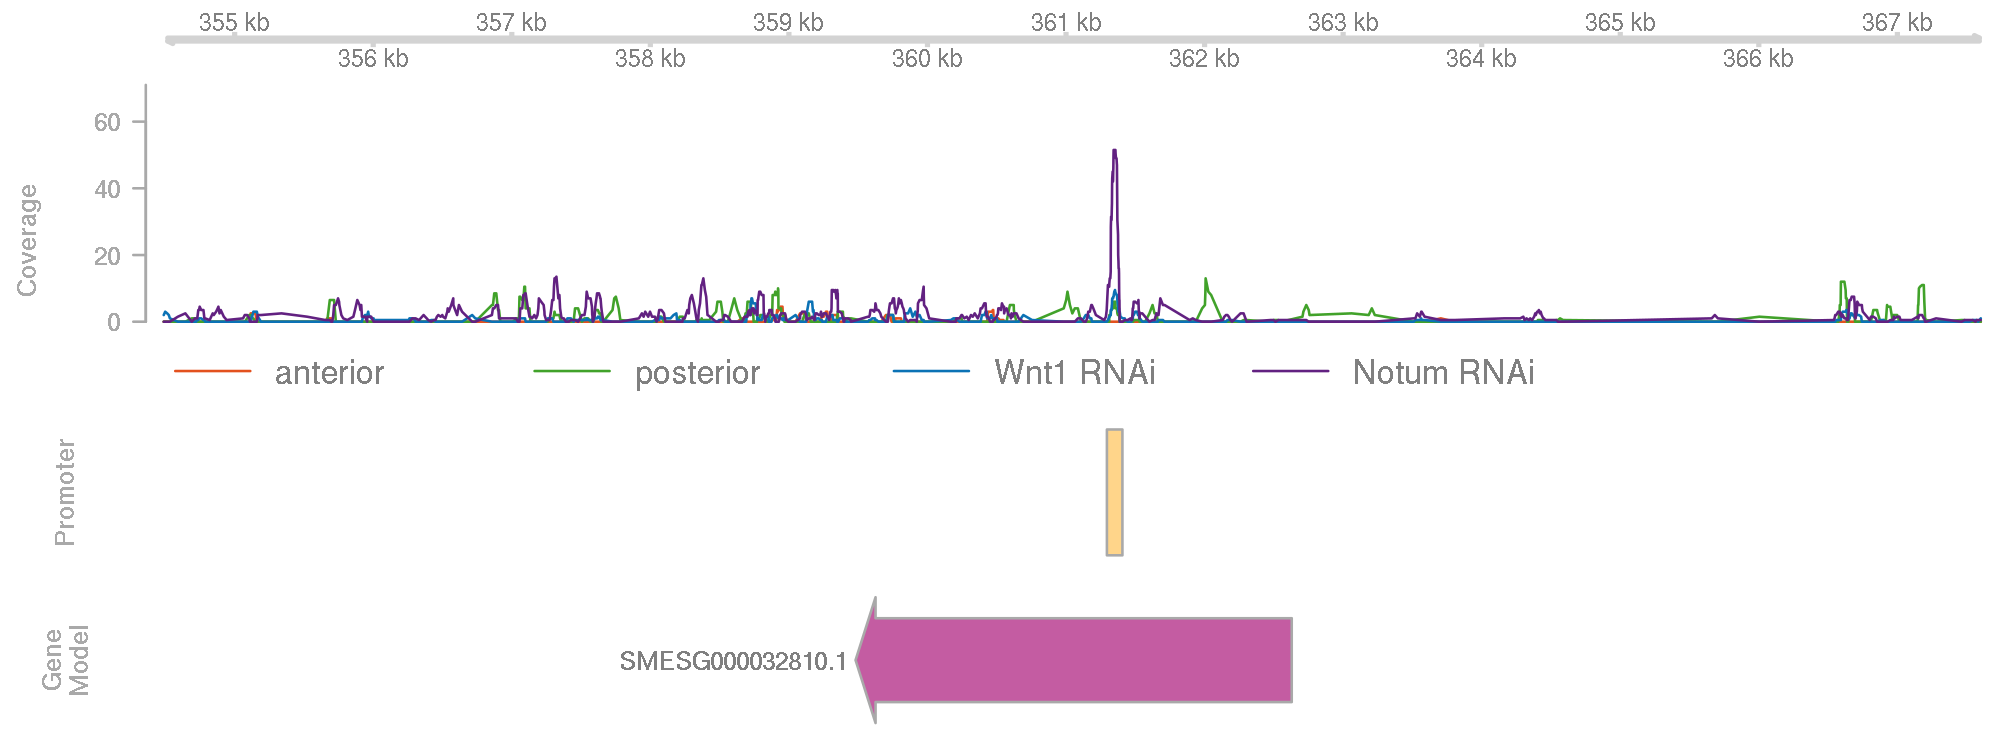 355 kb 357 kb 359 kb 361 kb 363 kb 365 kb 367 kb
356 kb 358 kb 360 kb 362 kb 364 kb 366 kb
Coverage
60
40
20
0
anterior posterior Wnt1 RNAi Notum RNAi
Promoter
Gene
Model
SMESG000032810.1